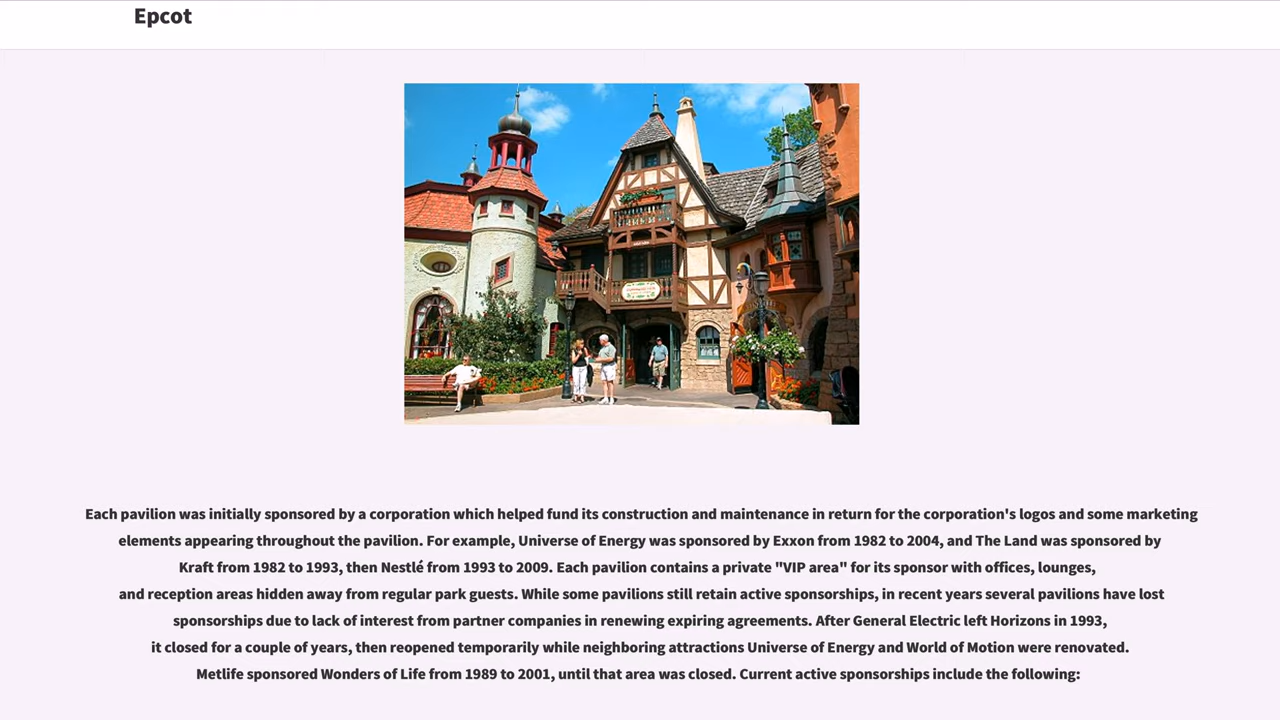 Epcot
Each pavilion was initially sponsored by a corporation which helped fund its construction and maintenance in return for the corporation's logos and some marketing
elements appearing throughout the pavilion. For example, Universe of Energy was sponsored by Exxon from 1982 to 2004, and The Land was sponsored by
Kraft from 1982 to 1993, then Nestlé from 1993 to 2009. Each pavilion contains a private "VIP area" for its sponsor with offices, lounges,
and reception areas hidden away from regular park guests. While some pavilions still retain active sponsorships, in recent years several pavilions have lost
sponsorships due to lack of interest from partner companies in renewing expiring agreements. After General Electric left Horizons in 1993,
it closed for a couple of years, then reopened temporarily while neighboring attractions Universe of Energy and World of Motion were renovated.
Metlife sponsored Wonders of Life from 1989 to 2001, until that area was closed. Current active sponsorships include the following: